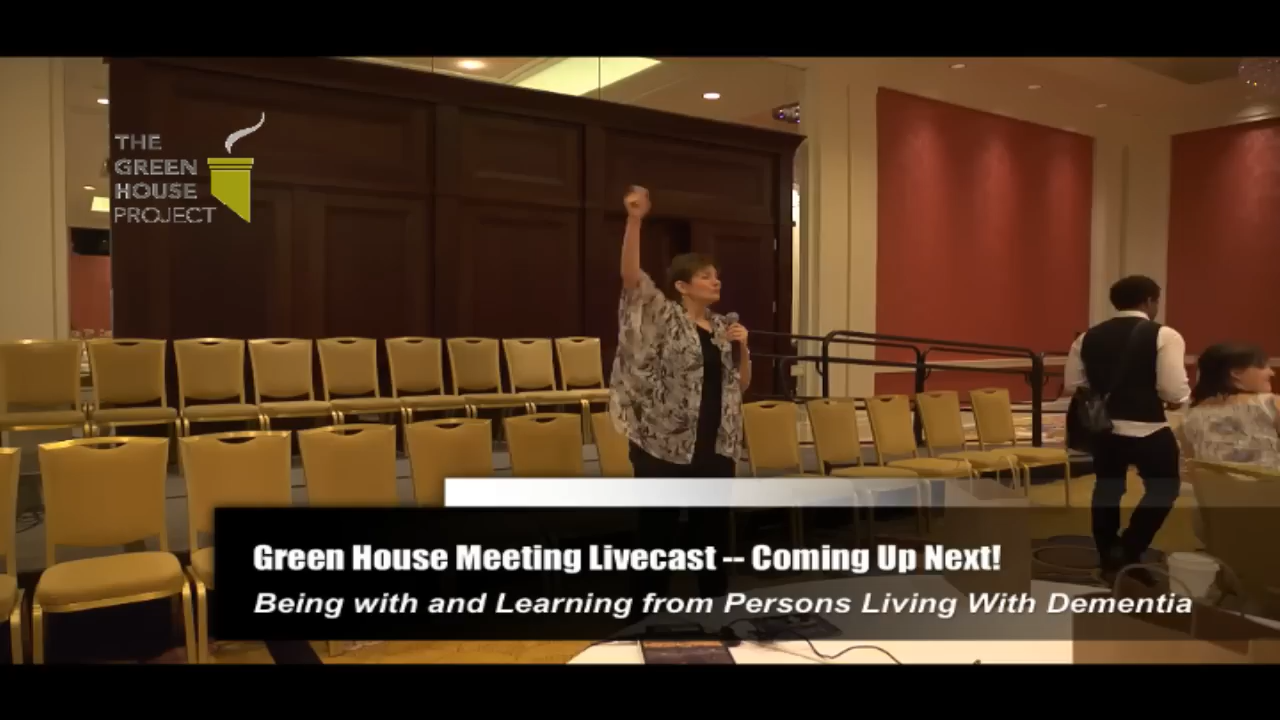 THE
GREEN
HOUSE
PROJECT
Green House Meeting Livecast -- Coming Up Next!
Being with and Learning from Persons Living With Dementia